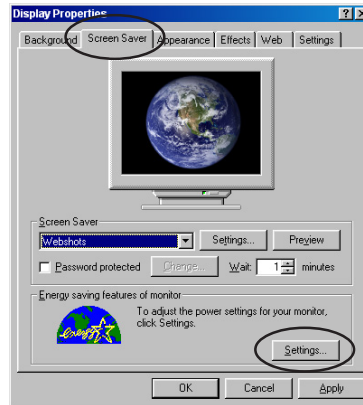 Display Properties
Background Screen Saver Appearance Effects Web Settings
Screen Saver
Webshots Settings... Preview
Password protected Change... Wait: 1 minutes
Energy saving features of monitor
To adjust the power settings for your monitor,
click Settings.
energy
Settings...
OK Cancel Apply